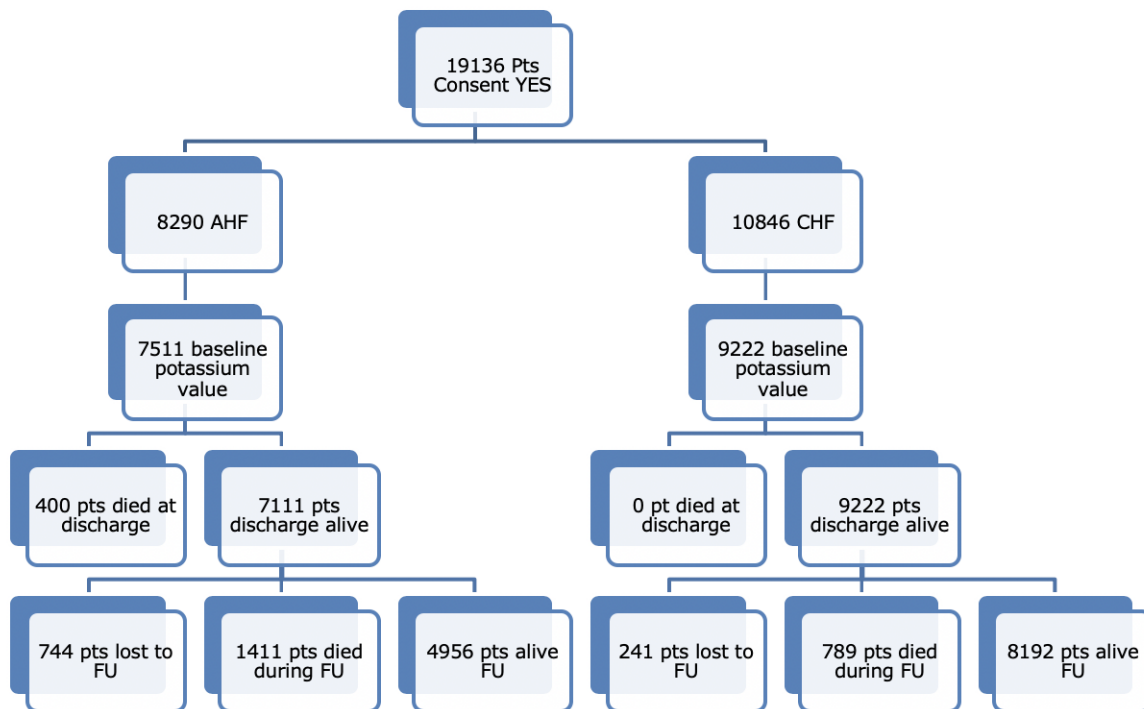 19136 Pts
Consent YES
8290 AHF
10846 CHF
7511 baseline
potassium
value
9222 baseline
potassium
value
400 pts died at
discharge
7111 pts
discharge alive
0 pt died at
discharge
9222 pts
discharge alive
744 pts lost to
FU
1411 pts died
during FU
4956 pts alive
FU
241 pts lost to
FU
789 pts died
during FU
8192 pts alive
FU